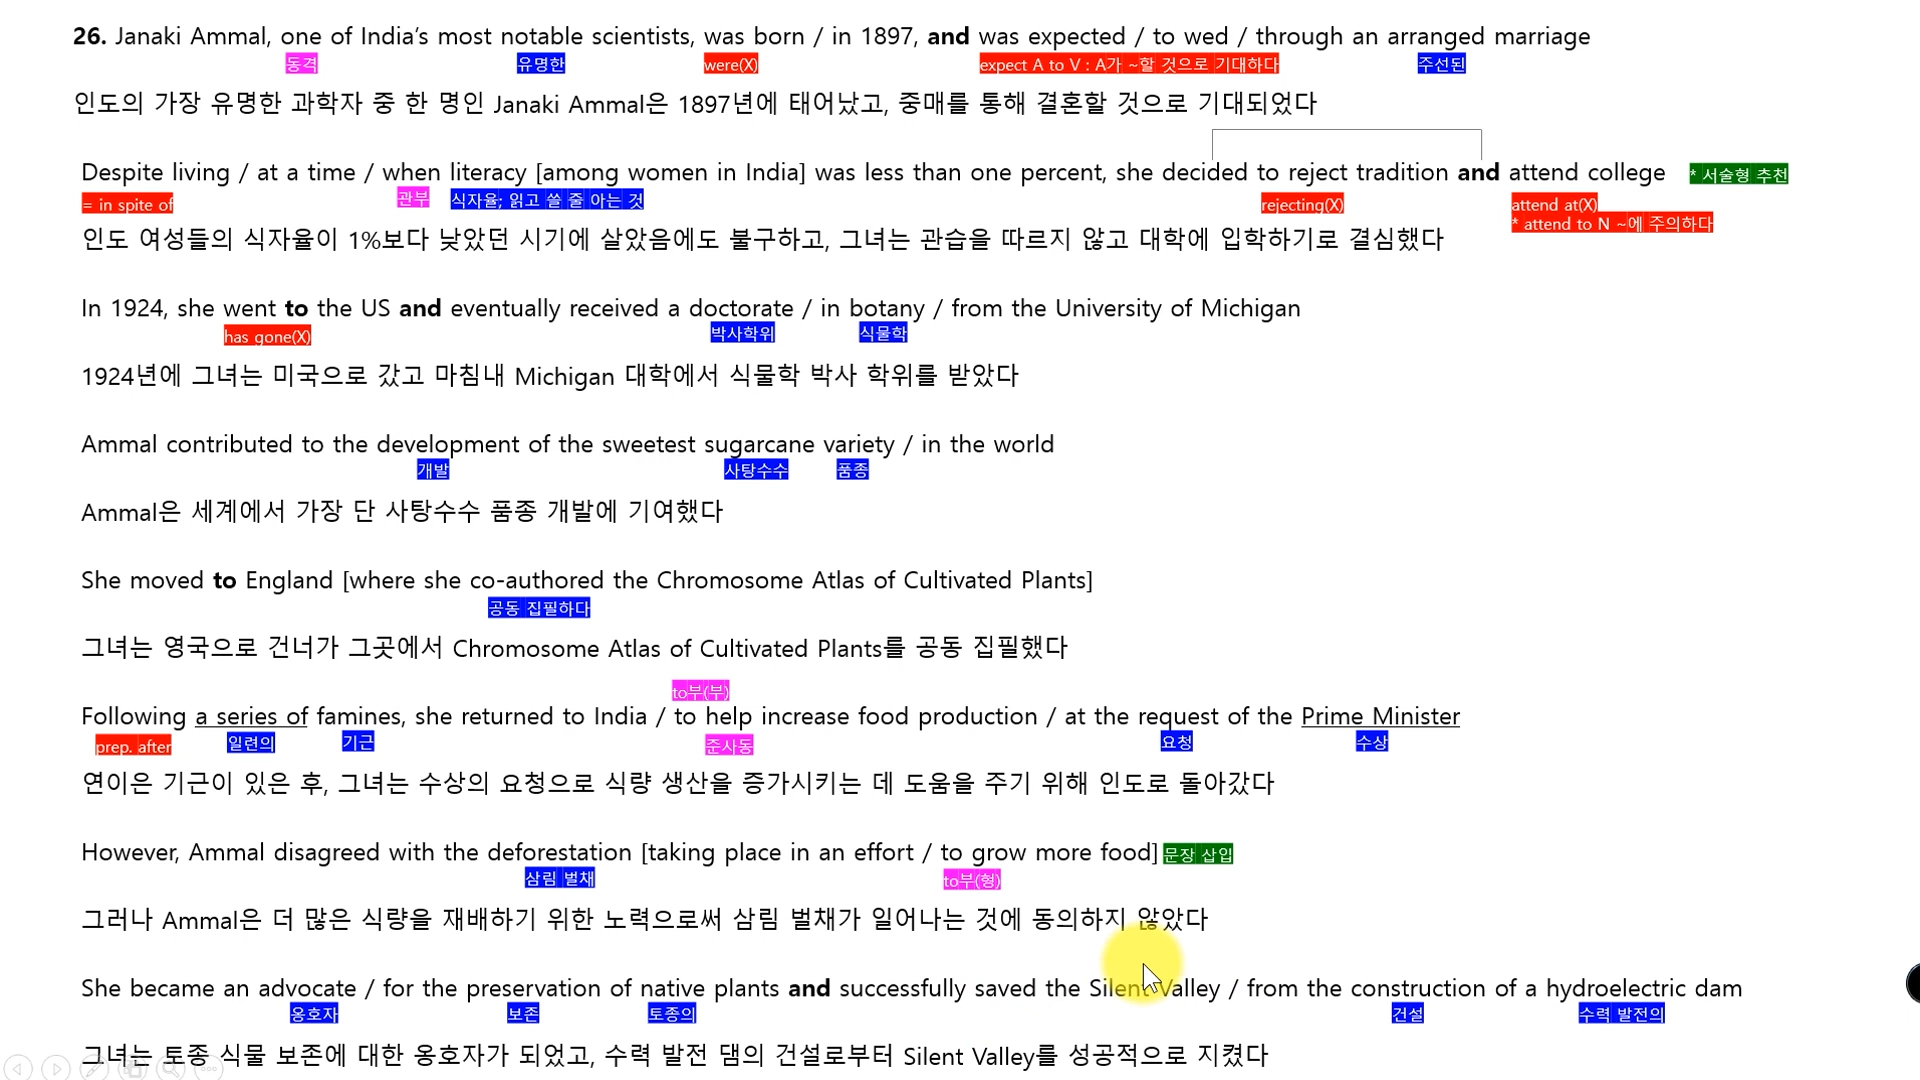 26. Janaki Ammal, one of India's most notable scientists, was born / in 1897, and was expected / to wed / through an arranged marriage
동격 유명한 were(X) expect A to V : A가 ~할 것으로 기대하다 주선된
인도의 가장 유명한 과학자 중 한 명인 Janaki Ammal은 1897년에 태어났고, 중매를 통해 결혼할 것으로 기대되었다
Despite living / at a time / when literacy [among women in India] was less than one percent, she decided to reject tradition and attend college * 서술형 추천
= in spite of 관부 식자율; 읽고 쓸 줄 아는 것 rejecting(X) attend at(X)
* attend to N ~에 주의하다
인도 여성들의 식자율이 1%보다 낮았던 시기에 살았음에도 불구하고, 그녀는 관습을 따르지 않고 대학에 입학하기로 결심했다
In 1924, she went to the US and eventually received a doctorate / in botany / from the University of Michigan
has gone(X) 박사학위 식물학
1924년에 그녀는 미국으로 갔고 마침내 Michigan 대학에서 식물학 박사 학위를 받았다
Ammal contributed to the development of the sweetest sugarcane variety / in the world
개발 사탕수수 품종
Ammal은 세계에서 가장 단 사탕수수 품종 개발에 기여했다
She moved to England [where she co-authored the Chromosome Atlas of Cultivated Plants]
공동 집필하다
그녀는 영국으로 건너가 그곳에서 Chromosome Atlas of Cultivated Plants를 공동 집필했다
to부(부)
Following a series of famines, she returned to India / to help increase food production / at the request of the Prime Minister
prep. after 일련의 기근 준사동 요청 수상
연이은 기근이 있은 후, 그녀는 수상의 요청으로 식량 생산을 증가시키는 데 도움을 주기 위해 인도로 돌아갔다
However, Ammal disagreed with the deforestation [taking place in an effort / to grow more food] 문장 삽입
삼림 벌채 to부(형)
그러나 Ammal은 더 많은 식량을 재배하기 위한 노력으로써 삼림 벌채가 일어나는 것에 동의하지 않았다
She became an advocate / for the preservation of native plants and successfully saved the Silent Valley / from the construction of a hydroelectric dam
옹호자 보존 토종의 건설 수력 발전의
그녀는 토종 식물 보존에 대한 옹호자가 되었고, 수력 발전 댐의 건설로부터 Silent Valley를 성공적으로 지켰다